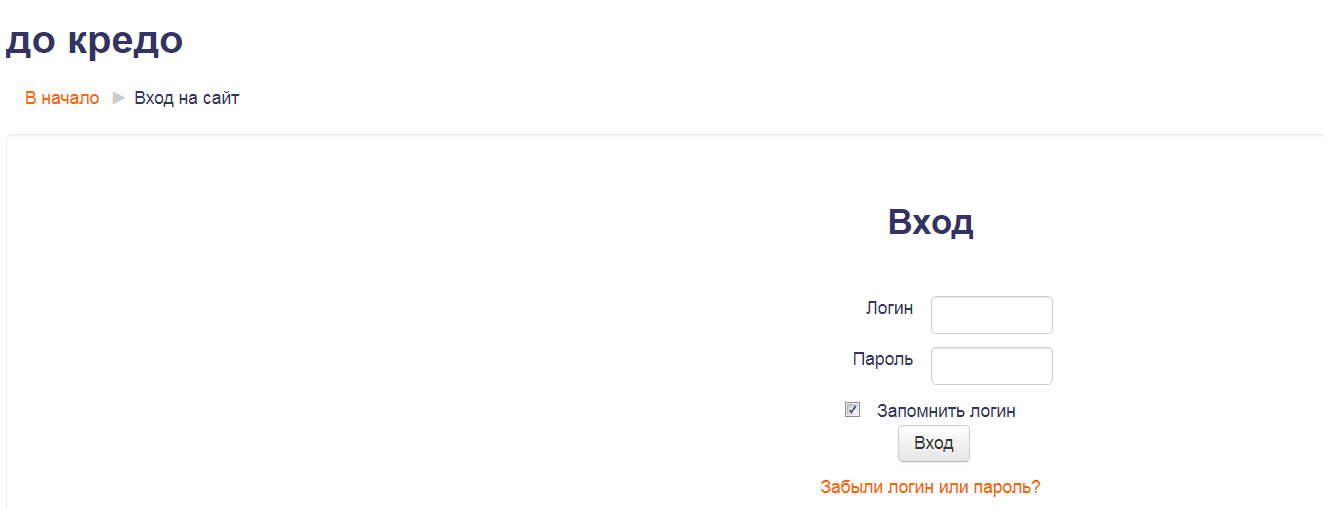 до кредо
В начало ▶ Вход на сайт
Вход
Логин
Пароль
Запомнить логин
Вход
Забыли логин или пароль?